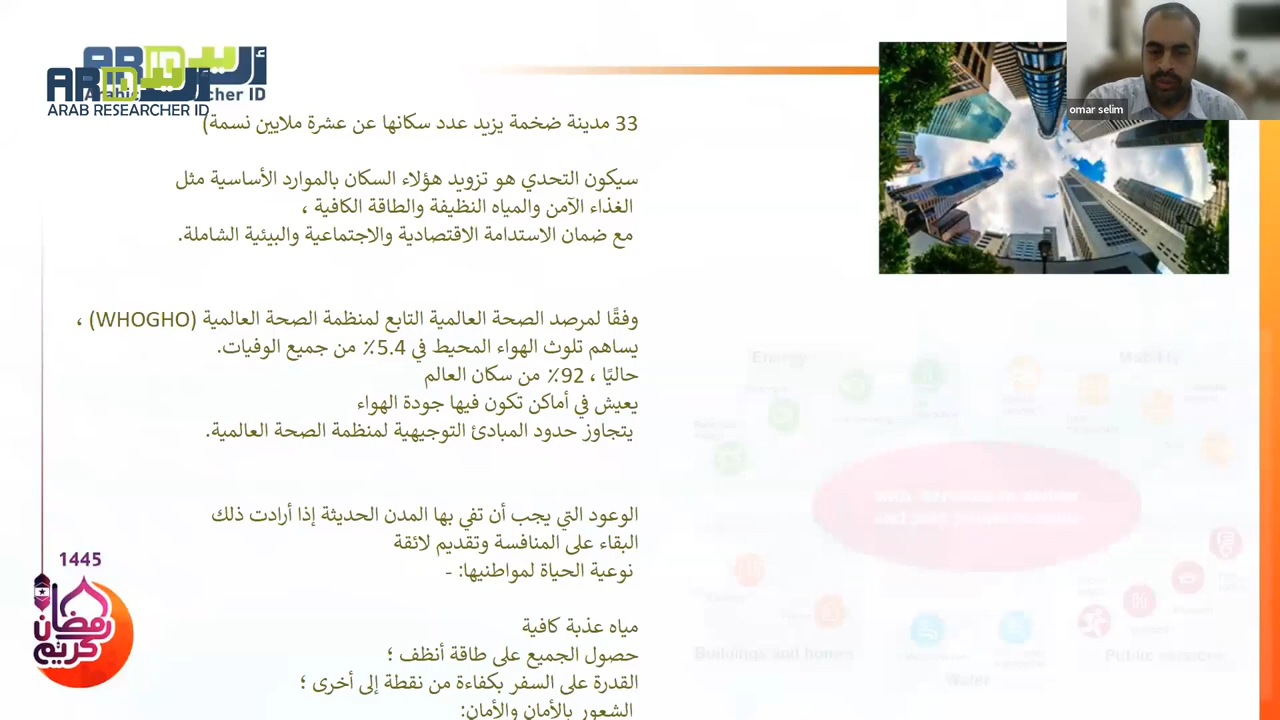 أريد
ARID
ARAB RESEARCHER ID
omar selim
33 مدينة ضخمة يزيد عدد سكانها عن عشرة ملايين نسمة)
سيكون التحدي هو تزويد هؤلاء السكان بالموارد الأساسية مثل
الغذاء الآمن والمياه النظيفة والطاقة الكافية ،
مع ضمان الاستدامة الاقتصادية والاجتماعية والبيئية الشاملة.
وفقًا لمرصد الصحة العالمية التابع لمنظمة الصحة العالمية (WHOGHO) ،
يساهم تلوث الهواء المحيط في 5.4٪ من جميع الوفيات.
حاليًا ، 92٪ من سكان العالم
يعيش في أماكن تكون فيها جودة الهواء
يتجاوز حدود المبادئ التوجيهية لمنظمة الصحة العالمية.
الوعود التي يجب أن تفي بها المدن الحديثة إذا أرادت ذلك
البقاء على المنافسة وتقديم لائقة
نوعية الحياة لمواطنيها: -
مياه عذبة كافية
حصول الجميع على طاقة أنظف ؛
القدرة على السفر بكفاءة من نقطة إلى أخرى ؛
الشعور بالأمان والأمان:
1445
رمضان
كريم
Energy
Mobility
Buildings and homes
Water
Public services